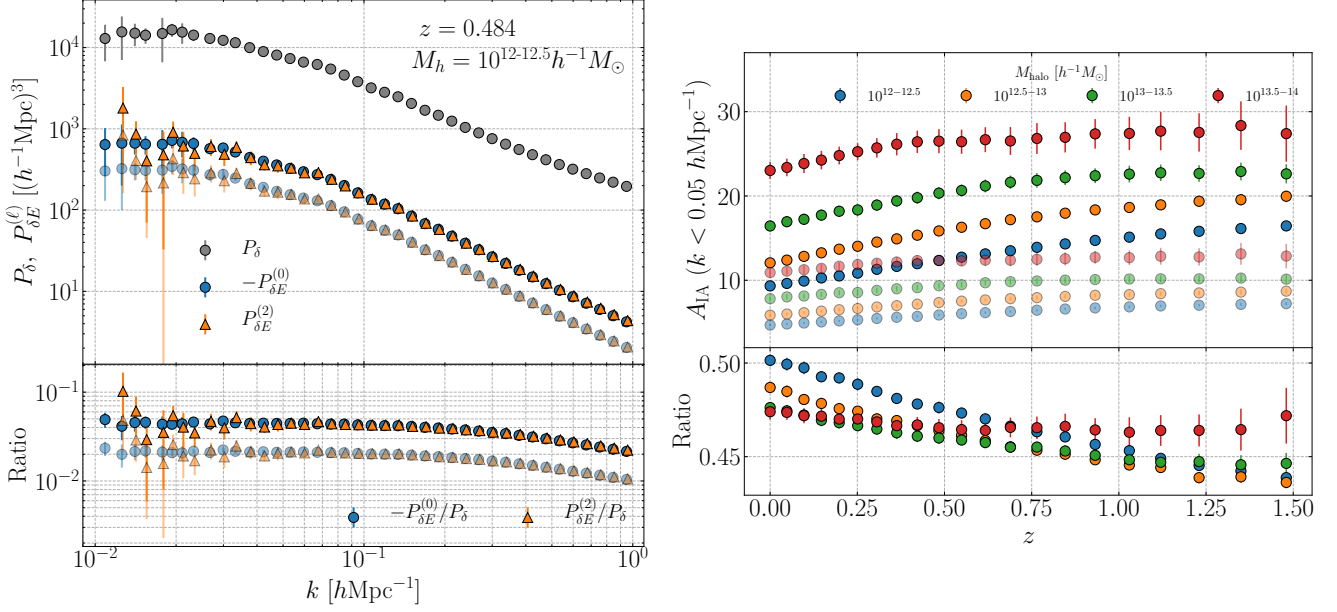 P_δ, P_{δE}^{(ℓ)} [(h^{-1}Mpc)^3]
10^4
10^3
10^2
10^1
z = 0.484
M_h = 10^{12-12.5} h^{-1} M_⊙
P_δ
−P_{δE}^{(0)}
P_{δE}^{(2)}
Ratio
10^{-1}
10^{-2}
−P_{δE}^{(0)}/P_δ
P_{δE}^{(2)}/P_δ
10^{-2}
10^{-1}
10^0
k [hMpc^{-1}]
A_{IA} (k < 0.05 hMpc^{-1})
30
20
10
M_{halo} [h^{-1}M_⊙]
10^{12−12.5}
10^{12.5−13}
10^{13−13.5}
10^{13.5−14}
Ratio
0.50
0.45
0.00
0.25
0.50
0.75
1.00
1.25
1.50
z